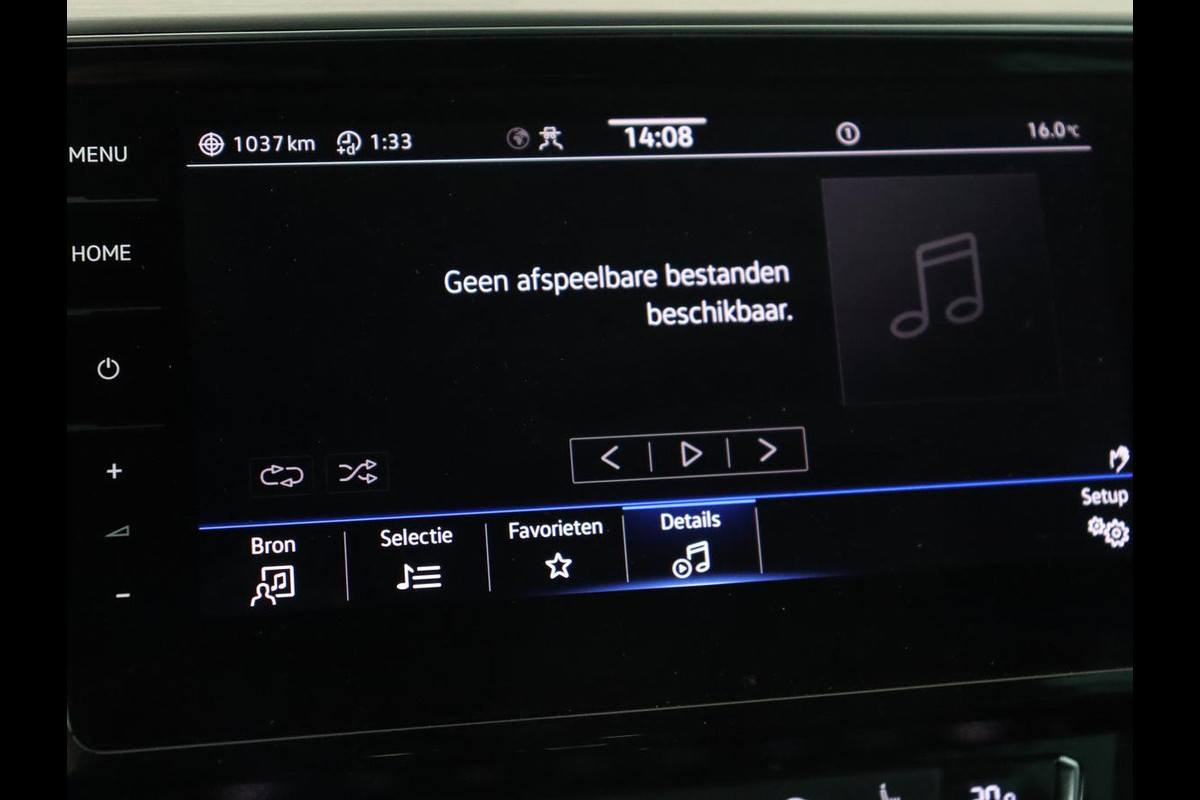 MENU
HOME
1037 km
+d
1:33
14:08
1
16.0°C
Geen afspeelbare bestanden
beschikbaar.
+
-
Bron
Selectie
Favorieten
Details
Setup